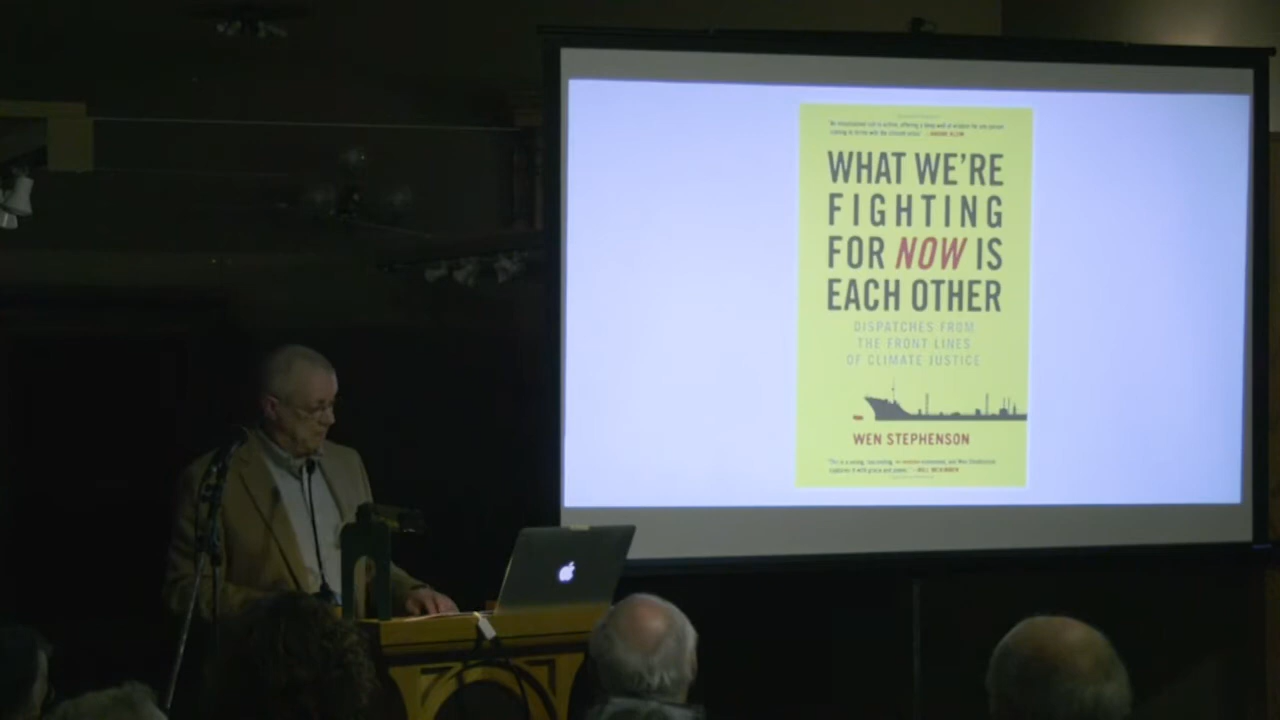 WHAT WE'RE
FIGHTING
FOR NOW IS
EACH OTHER
DISPATCHES FROM
THE FRONT LINES
OF CLIMATE JUSTICE
WEN STEPHENSON